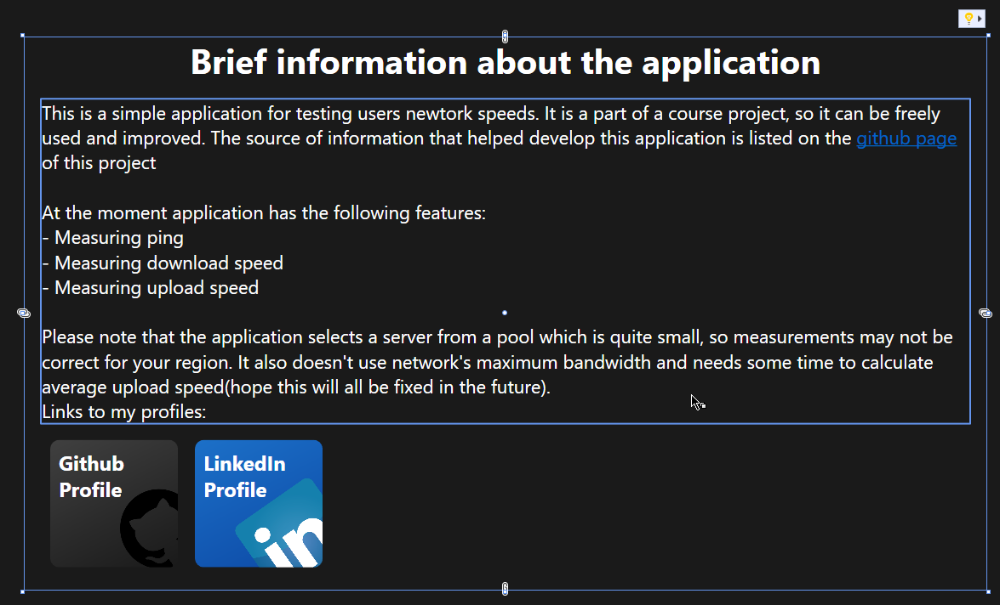 Brief information about the application
This is a simple application for testing users newtork speeds. It is a part of a course project, so it can be freely
used and improved. The source of information that helped develop this application is listed on the github page
of this project
At the moment application has the following features:
- Measuring ping
- Measuring download speed
- Measuring upload speed
Please note that the application selects a server from a pool which is quite small, so measurements may not be
correct for your region. It also doesn't use network's maximum bandwidth and needs some time to calculate
average upload speed(hope this will all be fixed in the future).
Links to my profiles:
Github
Profile
LinkedIn
Profile
in